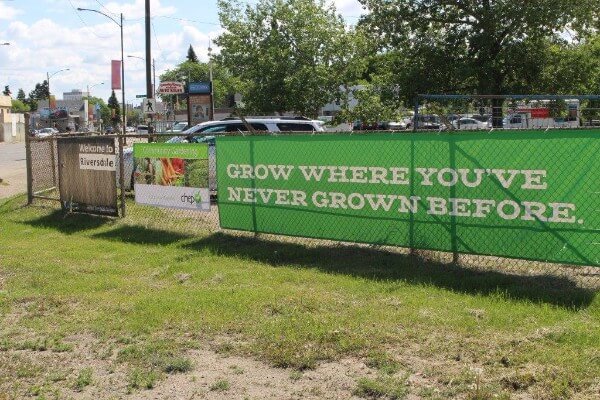 Welcome to
Riversdale
chep
GROW WHERE YOU'VE
NEVER GROWN BEFORE.